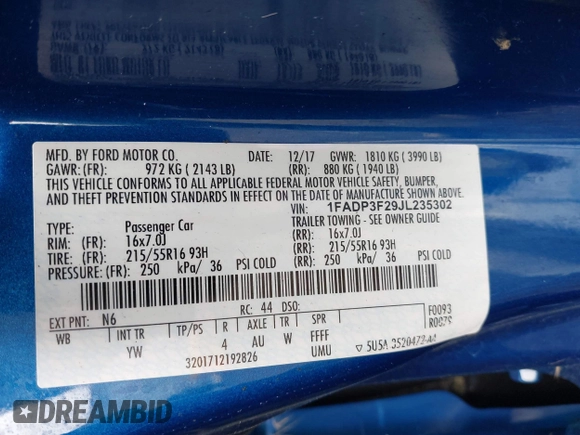 MFD. BY FORD MOTOR CO. DATE: 12/17 GVWR: 1810 KG ( 3990 LB)
GAWR: (FR): 972 KG ( 2143 LB) (RR): 880 KG ( 1940 LB)
THIS VEHICLE CONFORMS TO ALL APPLICABLE FEDERAL MOTOR VEHICLE SAFETY, BUMPER,
AND THEFT PREVENTION STANDARDS IN EFFECT ON THE DATE OF MANUFACTURE SHOWN ABOVE.
VIN: 1FADP3F29JL235302
TYPE: Passenger Car TRAILER TOWING - SEE OWNER GUIDE
RIM: (FR): 16x7.0J (RR): 16x7.0J
TIRE: (FR): 215/55R16 93H (RR): 215/55R16 93H
PRESSURE: (FR): 250 kPa/ 36 PSI COLD (RR): 250 kPa/ 36 PSI COLD
EXT PNT: N6 RC: 44 DSO: F0093
WB INT TR TP/PS R AXLE TR SPR R0079
YW 4 AU W FFFF
3201712192826 UMU ▽ 5U5A
DREAMBID